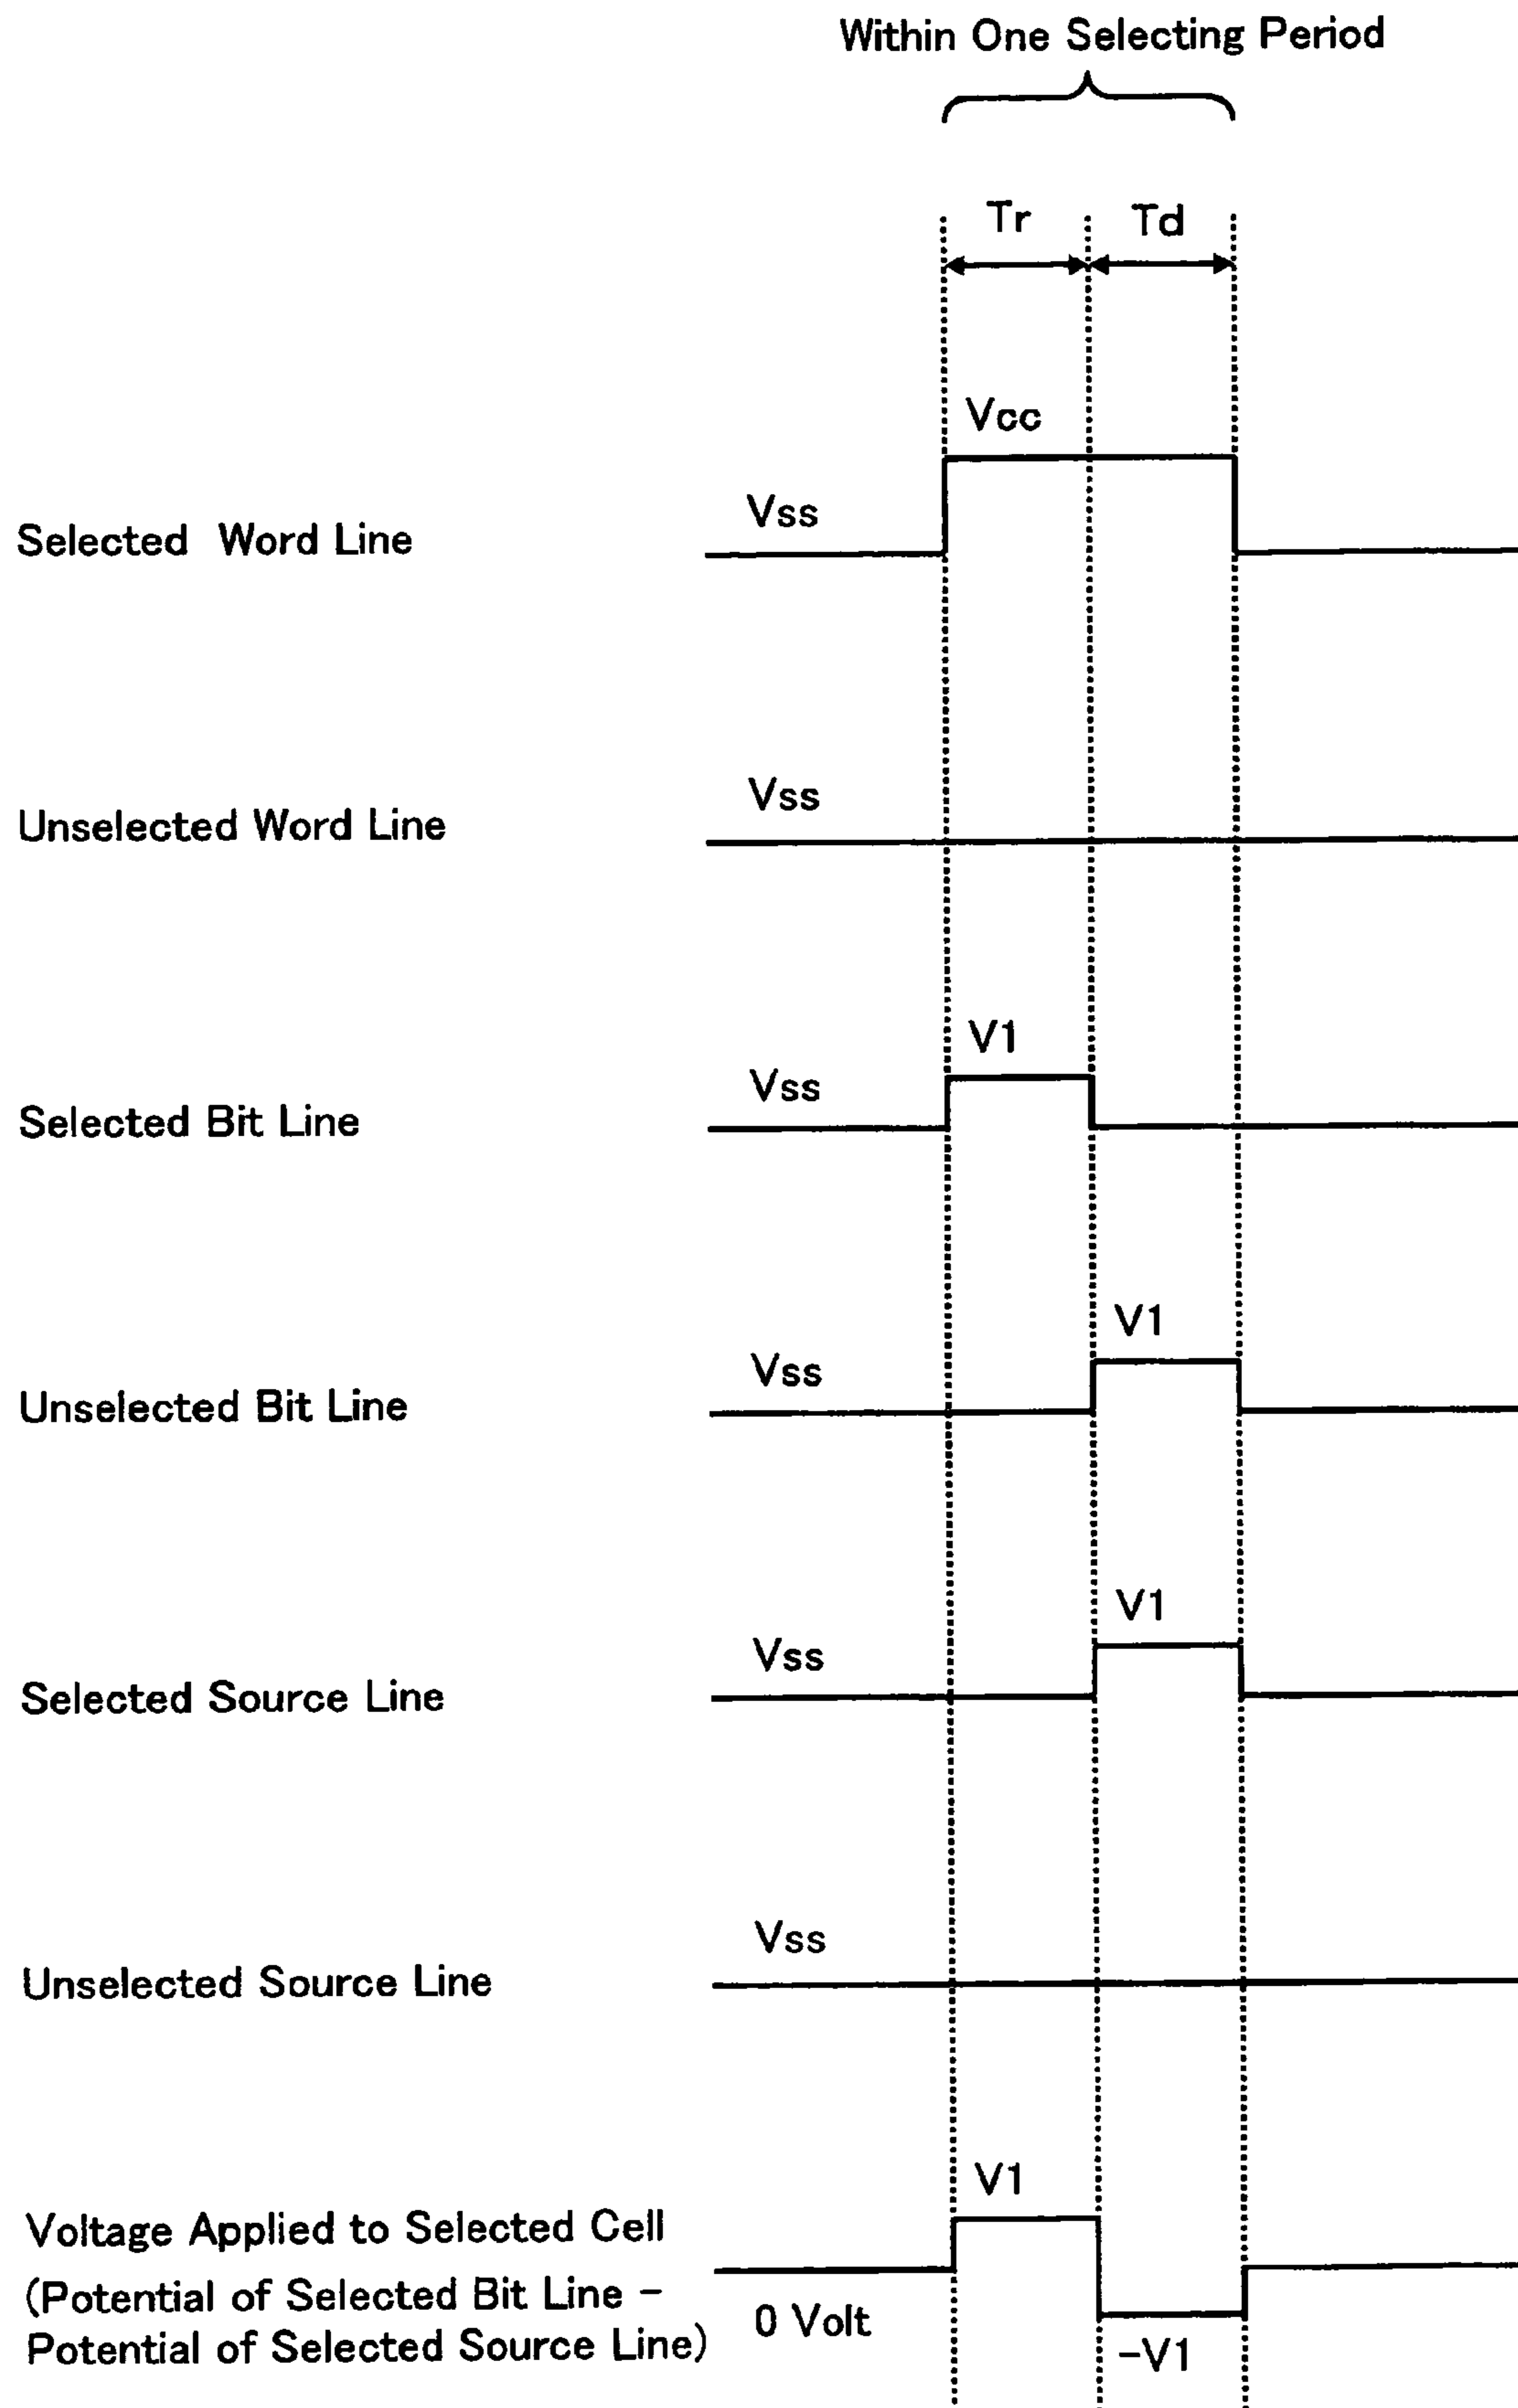 Within One Selecting Period
Tr
Td
Vcc
Vss
Selected Word Line
Vss
Unselected Word Line
V1
Vss
Selected Bit Line
V1
Vss
Unselected Bit Line
V1
Vss
Selected Source Line
Vss
Unselected Source Line
V1
Voltage Applied to Selected Cell
(Potential of Selected Bit Line -
Potential of Selected Source Line)
0 Volt
-V1